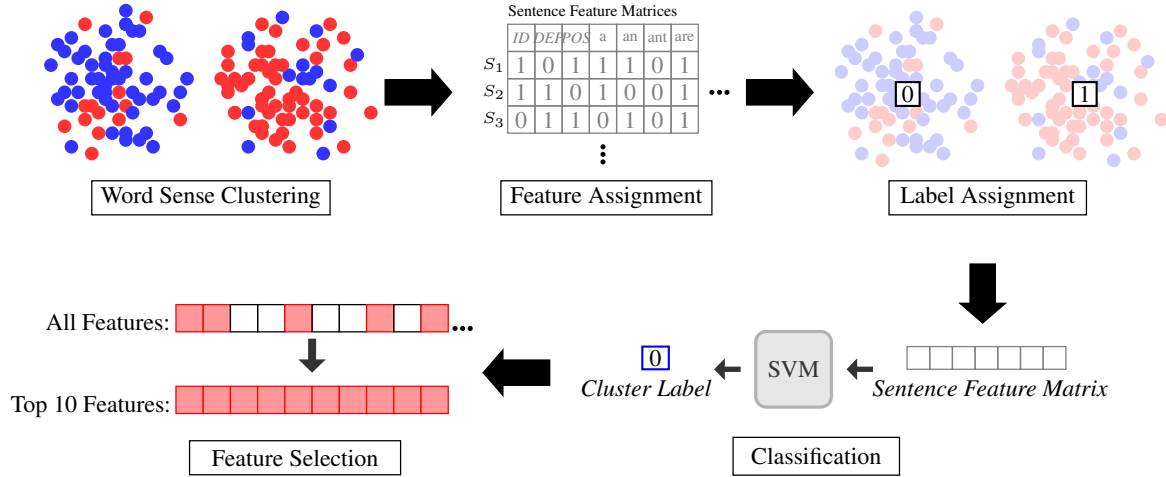 Sentence Feature Matrices
ID DEP POS a an ant are
S1 1 0 1 1 1 0 1
S2 1 1 0 1 0 0 1
S3 0 1 1 0 1 0 1
...
0
1
Word Sense Clustering
Feature Assignment
Label Assignment
All Features:
...
Top 10 Features:
0
Cluster Label
SVM
Sentence Feature Matrix
Feature Selection
Classification